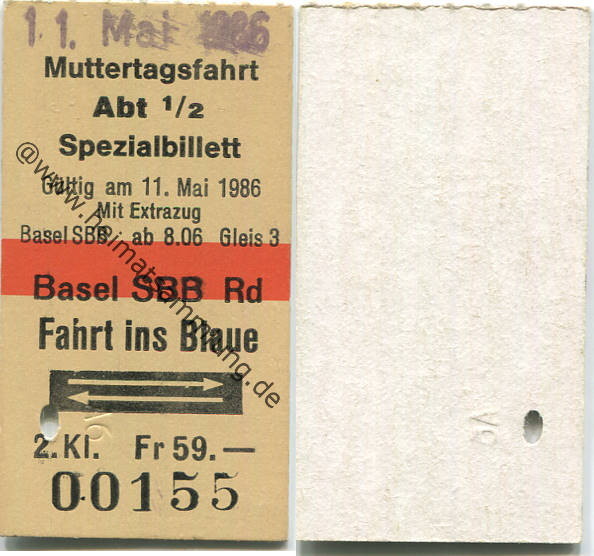 11. Mai 1986
Muttertagsfahrt
Abt 1/2
Spezialbillett
Gültig am 11. Mai 1986
Mit Extrazug
Basel SBB ab 8.06 Gleis 3
Basel SBB Rd
Fahrt ins Blaue
2. Kl. Fr 59.—
00155
@www.heimatsammlung.de